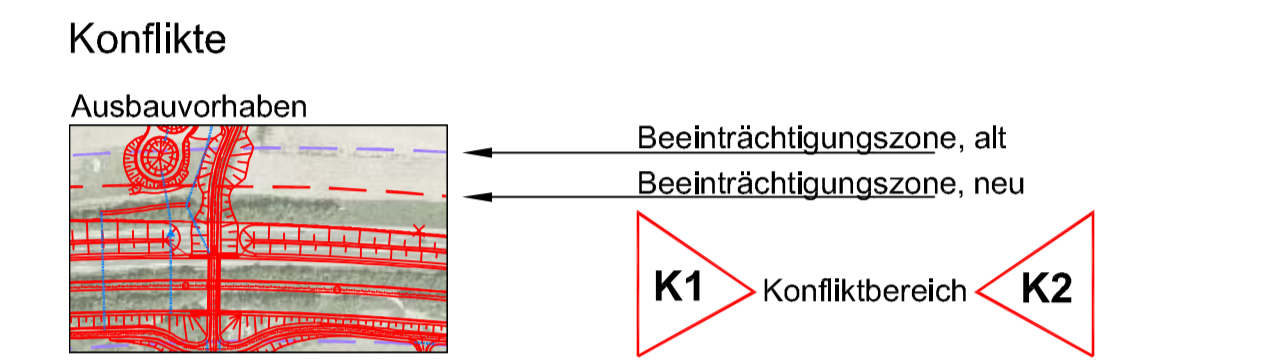 Konflikte
Ausbauvorhaben
Beeinträchtigungszone, alt
Beeinträchtigungszone, neu
K1 Konfliktbereich K2